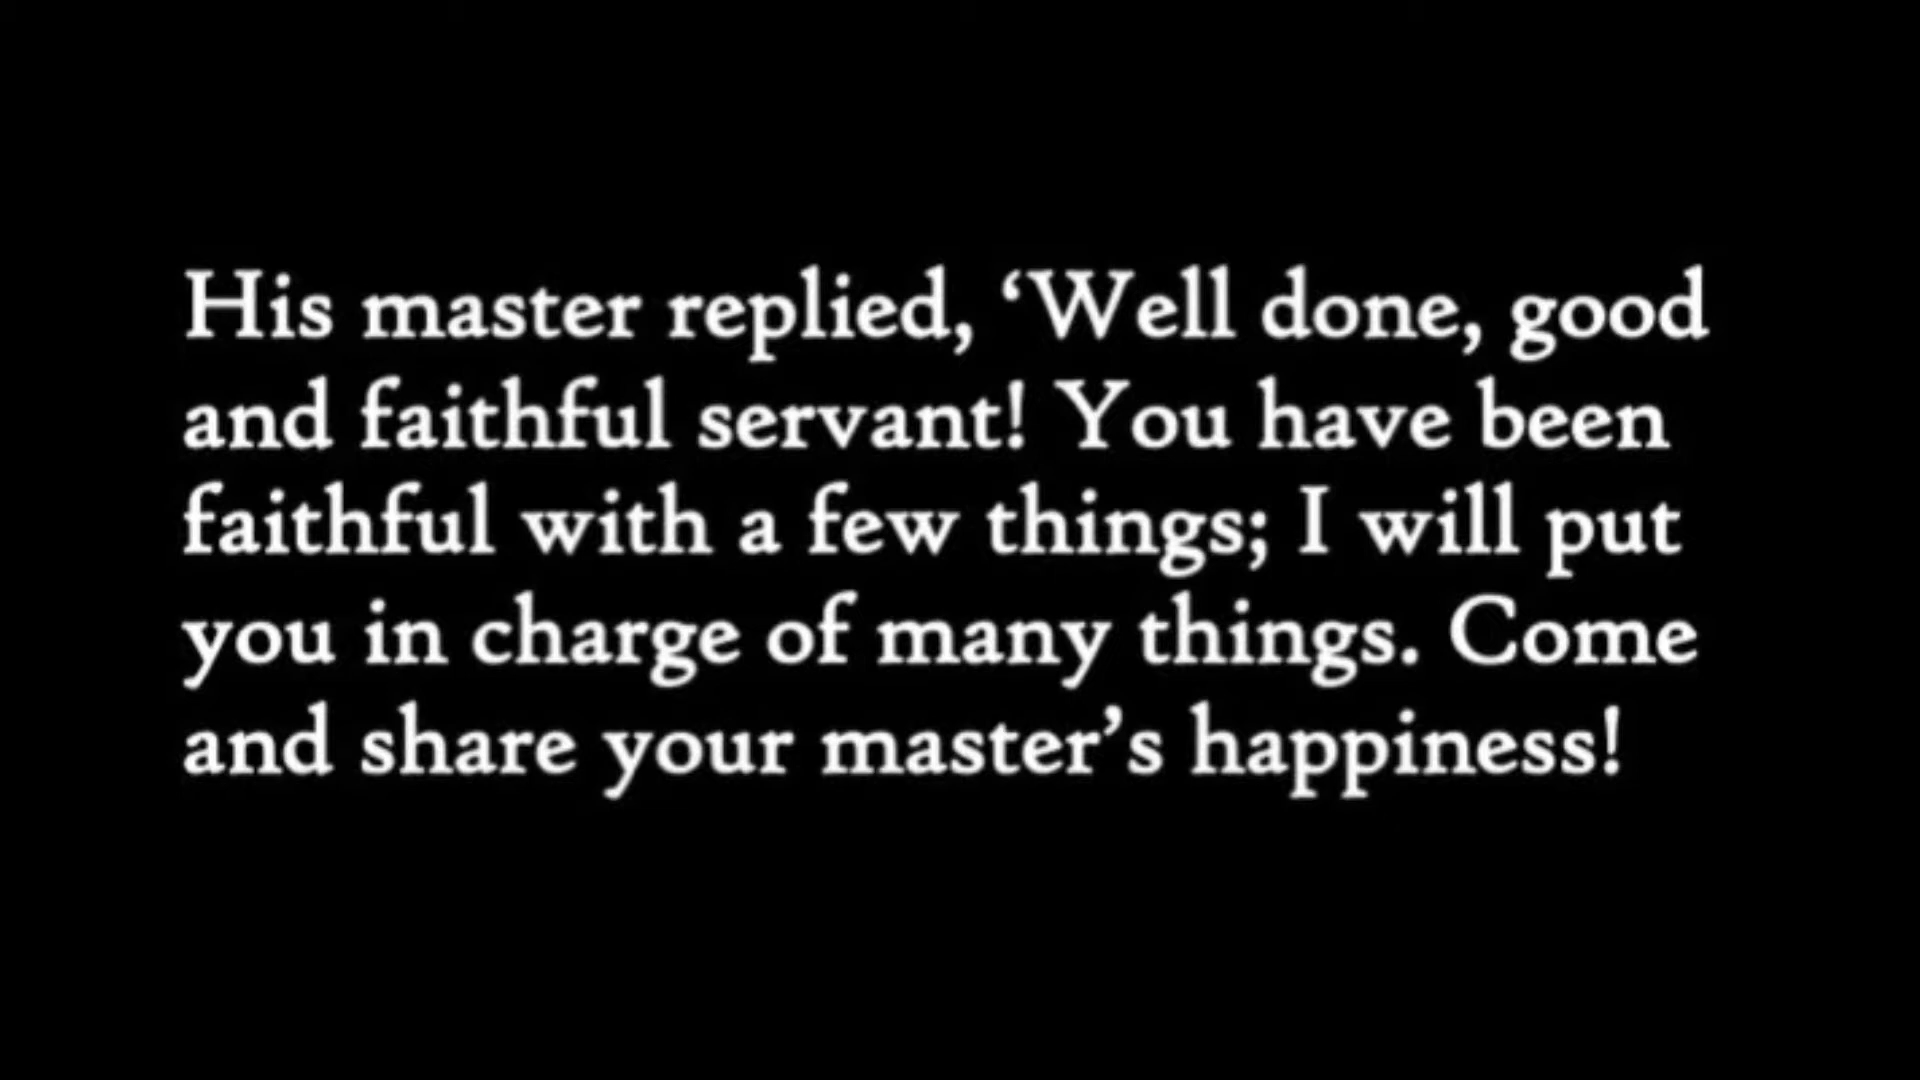 His master replied, ‘Well done, good
and faithful servant! You have been
faithful with a few things; I will put
you in charge of many things. Come
and share your master’s happiness!